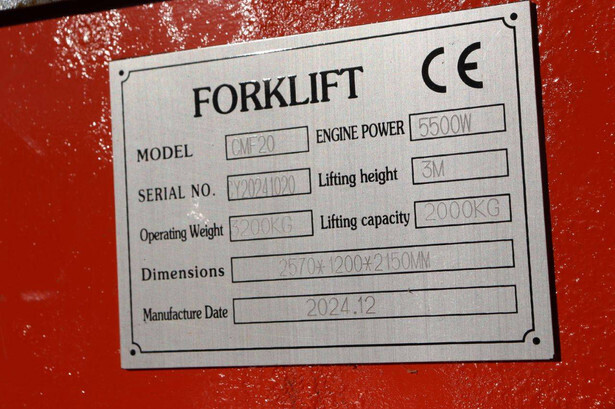 FORKLIFT CE
MODEL CMF20 ENGINE POWER 5500W
SERIAL NO. CY20241020 Lifting height 3M
Operating Weight 3200KG Lifting capacity 2000KG
Dimensions 2570*1200*2150MM
Manufacture Date 2024.12